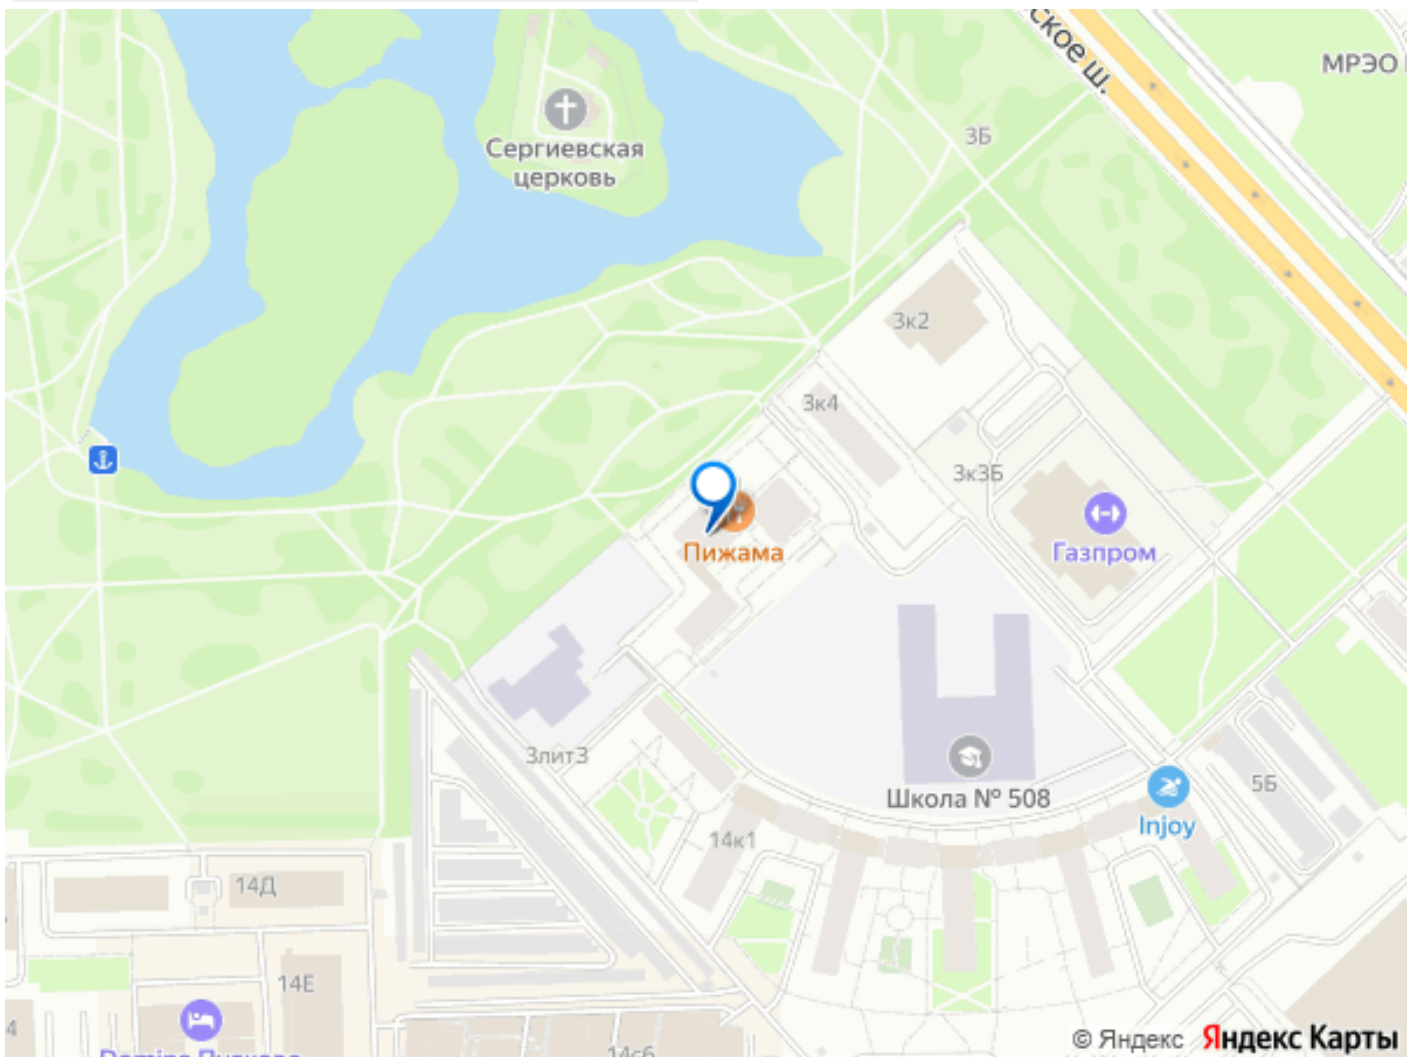 ское ш.
МРЭО
3Б
Сергиевская
церковь
3к2
3к4
3к3Б
Пижама
Газпром
3лит3
Школа № 508
5Б
Injoy
14к1
14Д
14Е
4
14с6
© Яндекс Яндекс Карты